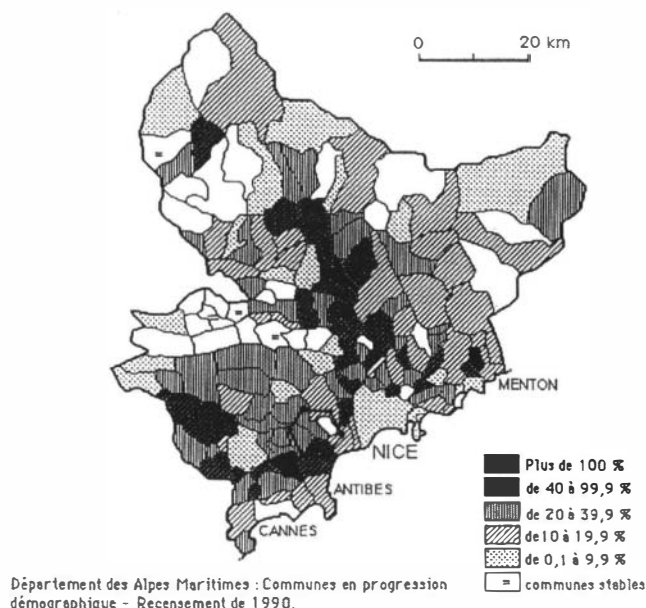 0 20 km
MENTON
NICE
ANTIBES
CANNES
Plus de 100 %
de 40 à 99,9 %
de 20 à 39,9 %
de 10 à 19,9 %
de 0,1 à 9,9 %
= communes stables
Département des Alpes Maritimes : Communes en progression
démographique - Recensement de 1990.